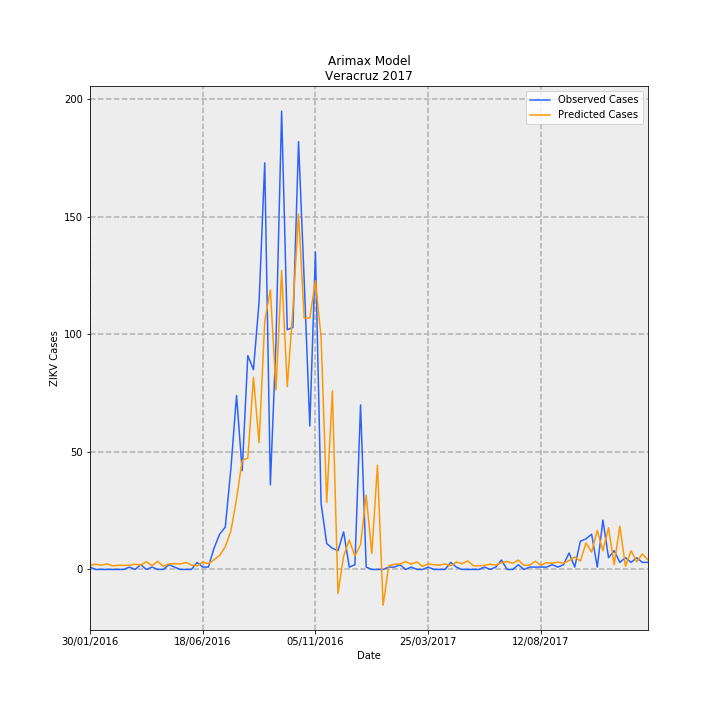 Arimax Model
Veracruz 2017
Observed Cases
Predicted Cases
200
150
100
50
0
ZIKV Cases
30/01/2016
18/06/2016
05/11/2016
25/03/2017
12/08/2017
Date